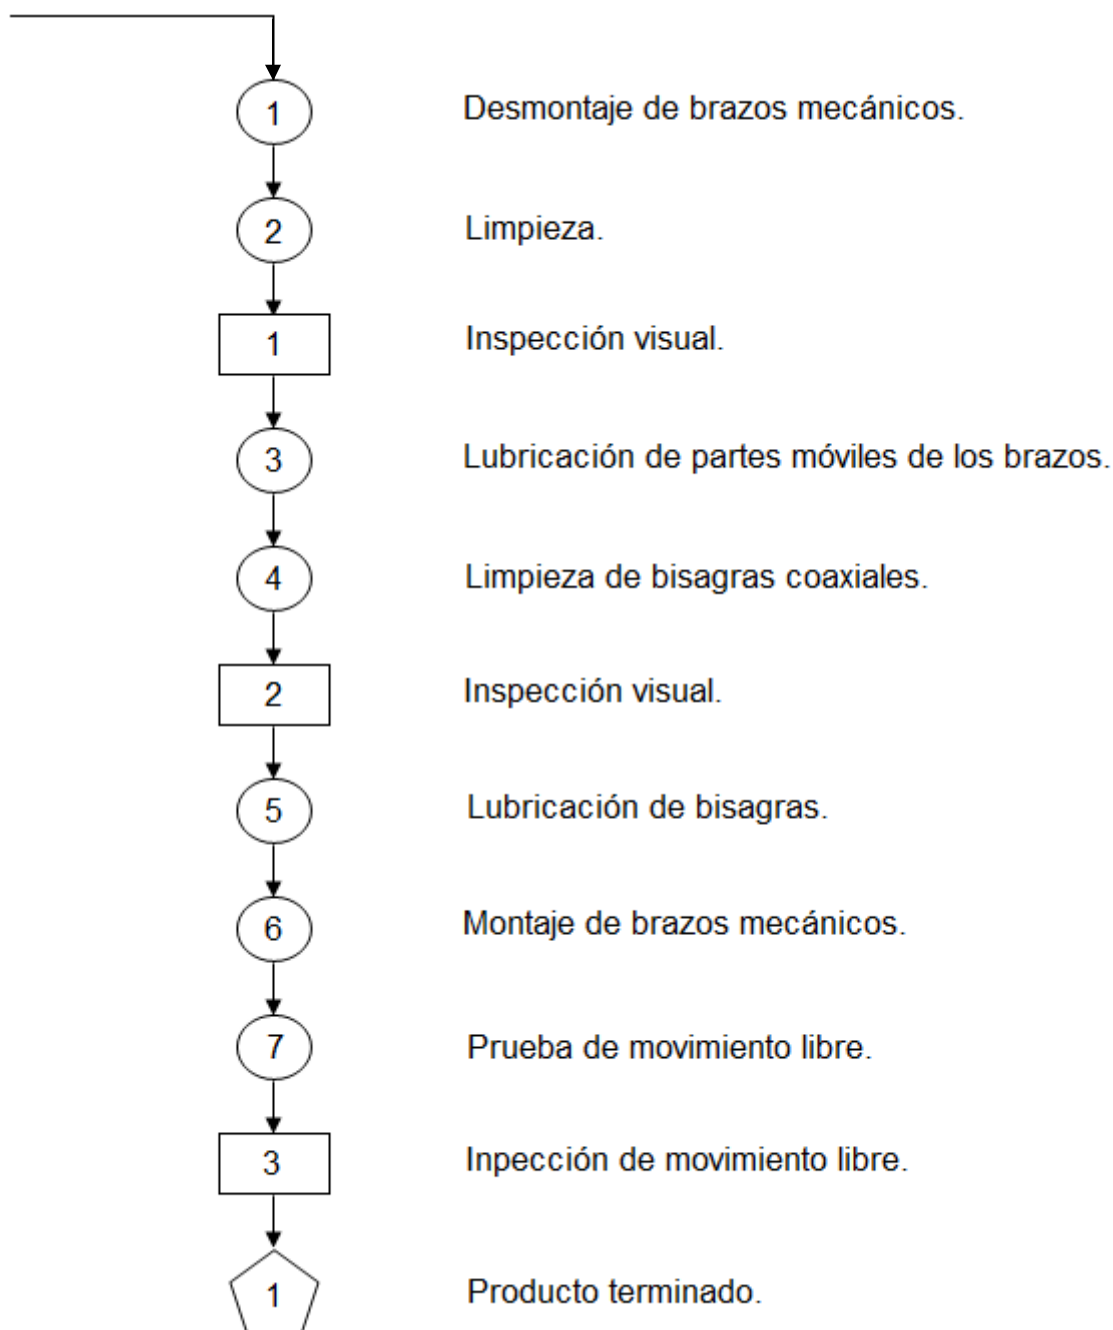 1 Desmontaje de brazos mecánicos.
2 Limpieza.
1 Inspección visual.
3 Lubricación de partes móviles de los brazos.
4 Limpieza de bisagras coaxiales.
2 Inspección visual.
5 Lubricación de bisagras.
6 Montaje de brazos mecánicos.
7 Prueba de movimiento libre.
3 Inpección de movimiento libre.
1 Producto terminado.